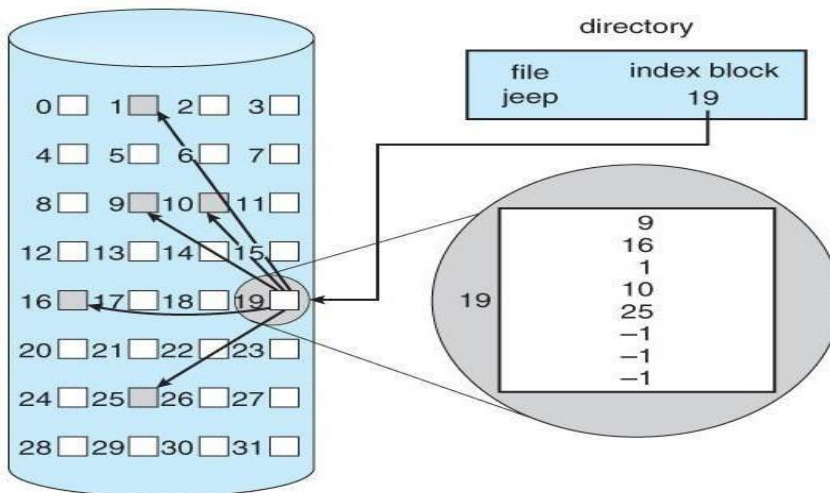 directory
file index block
jeep 19
0 1 2 3
4 5 6 7
8 9 10 11
12 13 14 15
16 17 18 19
20 21 22 23
24 25 26 27
28 29 30 31
19
9
16
1
10
25
–1
–1
–1